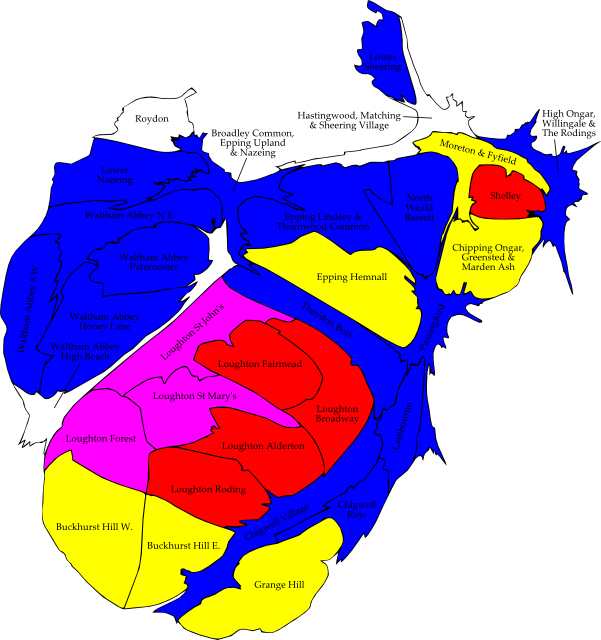 Lower
Sheering
Roydon
Hastingwood, Matching
& Sheering Village
High Ongar,
Willingale &
The Rodings
Broadley Common,
Epping Upland
& Nazeing
Moreton & Fyfield
Lower
Nazeing
Shelley
North
Weald
Bassett
Waltham Abbey N.E.
Epping Lindsey &
Thornwood Common
Chipping Ongar,
Greensted &
Marden Ash
Waltham Abbey
Paternoster
Epping Hemnall
Waltham Abbey S.W.
Waltham Abbey
Honey Lane
Theydon Bois
Passingford
Loughton St John's
Waltham Abbey
High Beach
Loughton Fairmead
Loughton St Mary's
Loughton
Broadway
Lambourne
Loughton Forest
Loughton Alderton
Loughton Roding
Chigwell Village
Chigwell
Row
Buckhurst Hill W.
Buckhurst Hill E.
Grange Hill